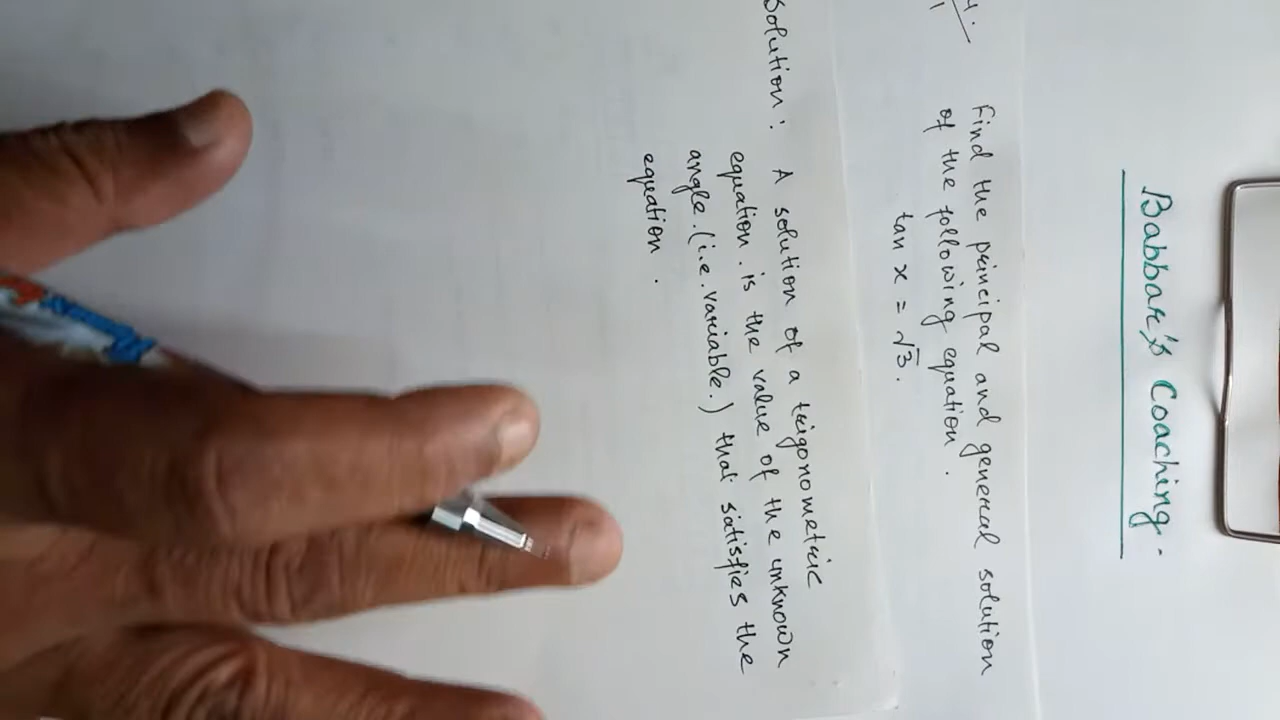 Babbar's Coaching.
Find the principal and general solution
of the following equation.
tan x = √3.
Solution: A solution of a trigonometric
equation. is the value of the unknown
angle.(i.e. variable.) that satisfies the
equation.